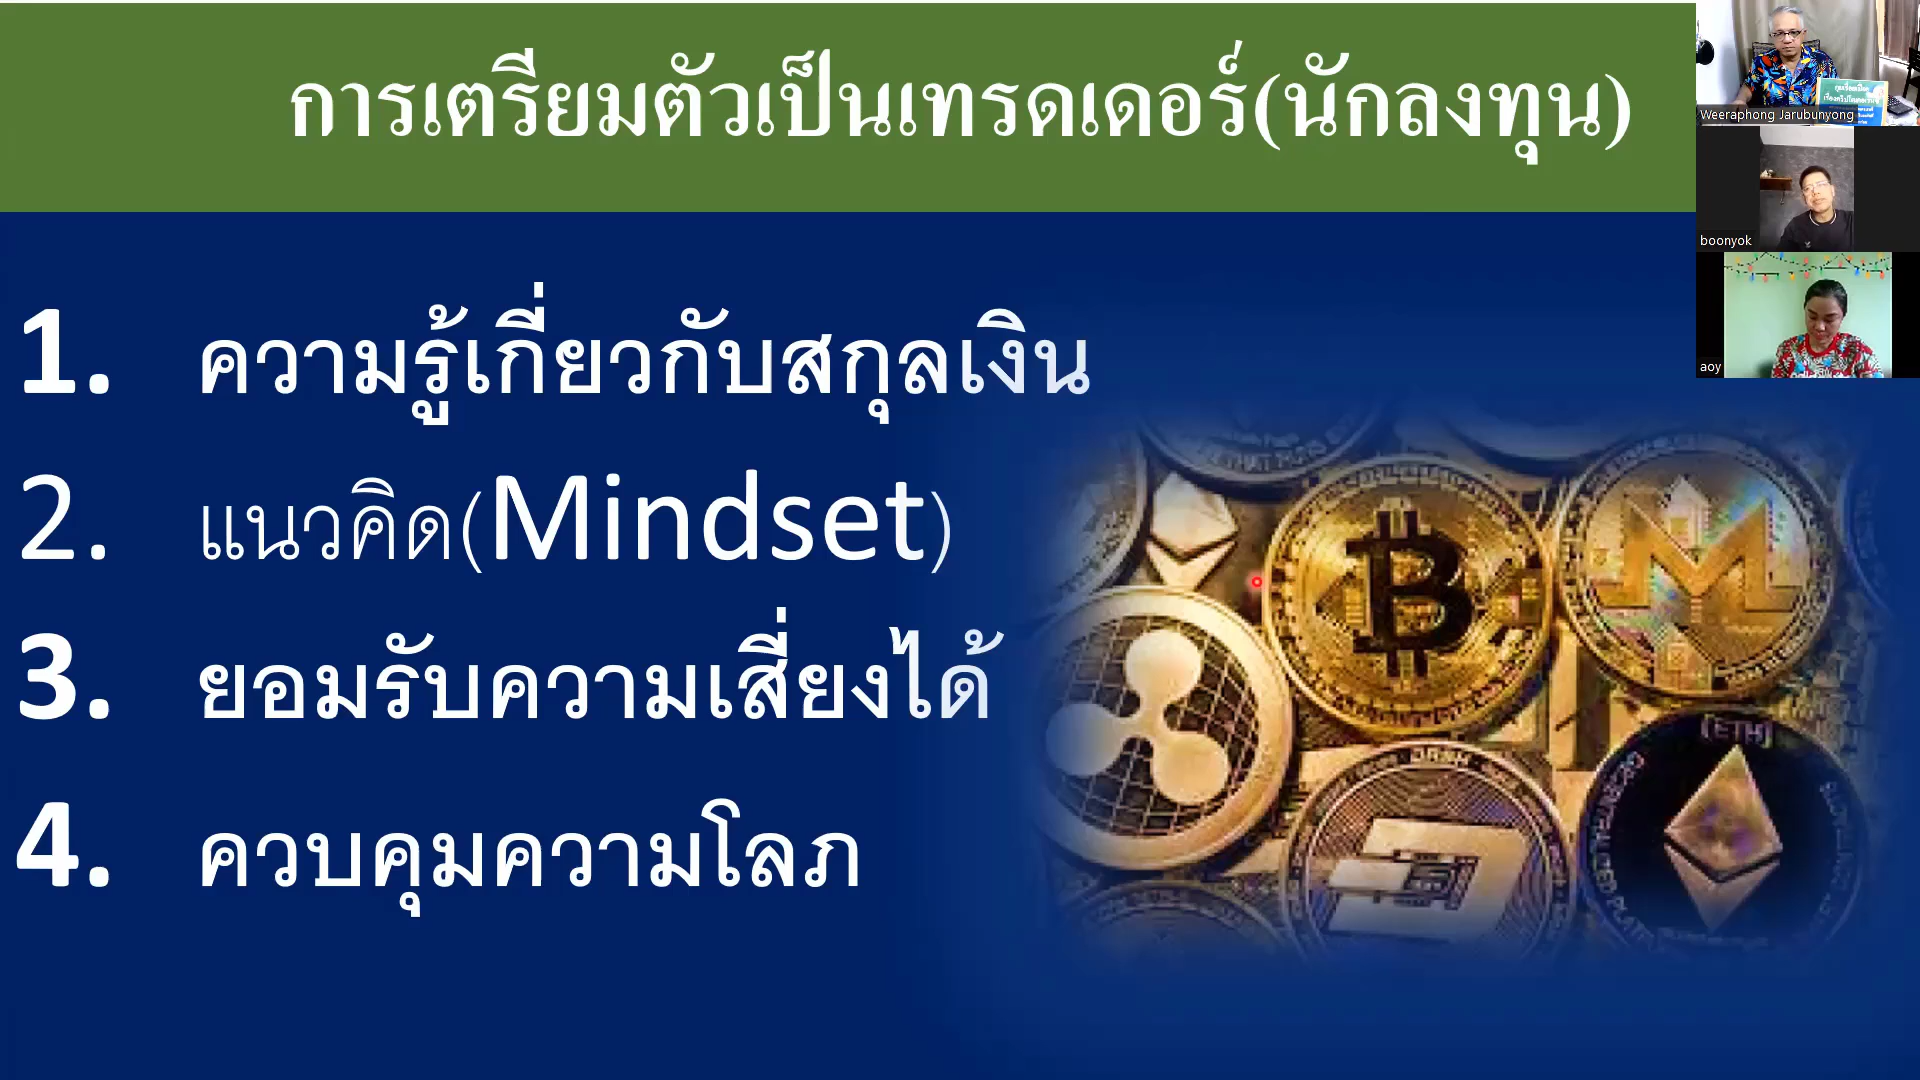 การเตรียมตัวเป็นเทรดเดอร์(นักลงทุน)
1. ความรู้เกี่ยวกับสกุลเงิน
2. แนวคิด(Mindset)
3. ยอมรับความเสี่ยงได้
4. ควบคุมความโลภ
Weeraphong Jarubunyong
boonyok
aoy
DASH
(ETH)